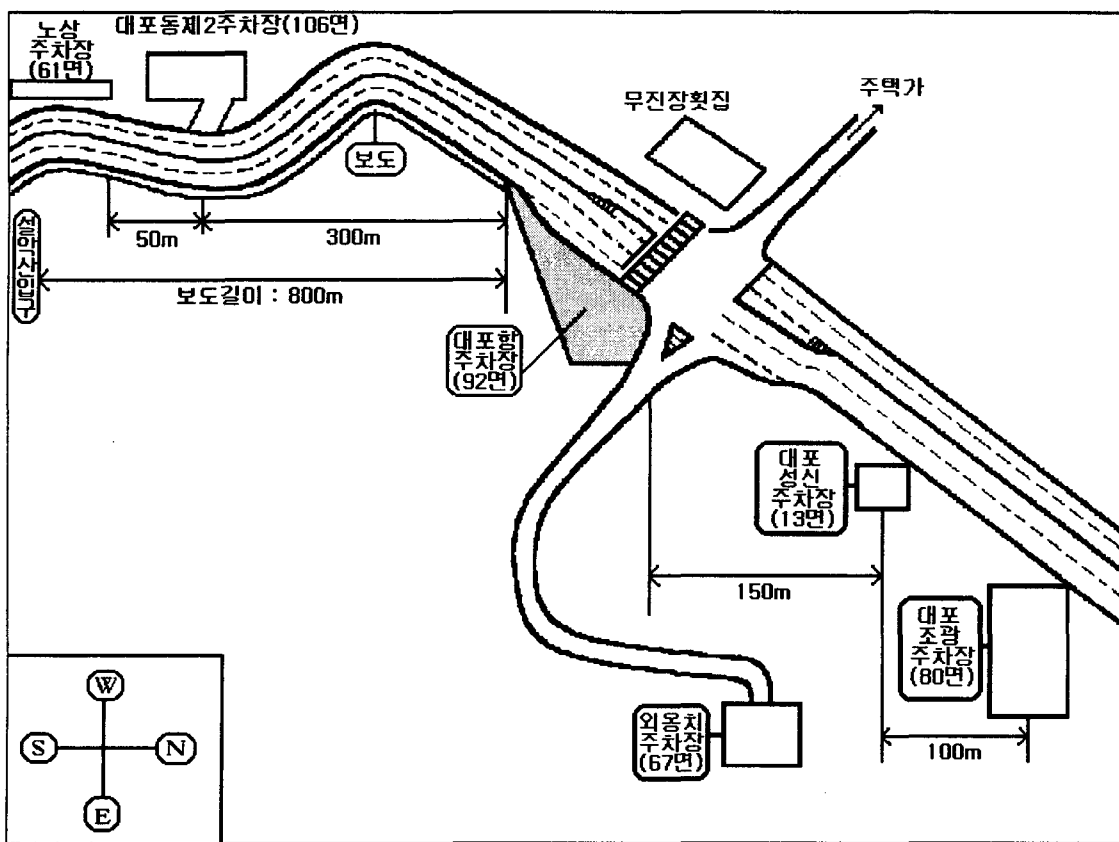 노상
주차장
(61면)
대포동제2주차장(106면)
무진장횟집
주택가
보도
설악산입구
50m
300m
보도길이 : 800m
대포항
주차장
(92면)
대포
성신
주차장
(13면)
150m
대포
조광
주차장
(80면)
외옹치
주차장
(67면)
100m
W
S
N
E